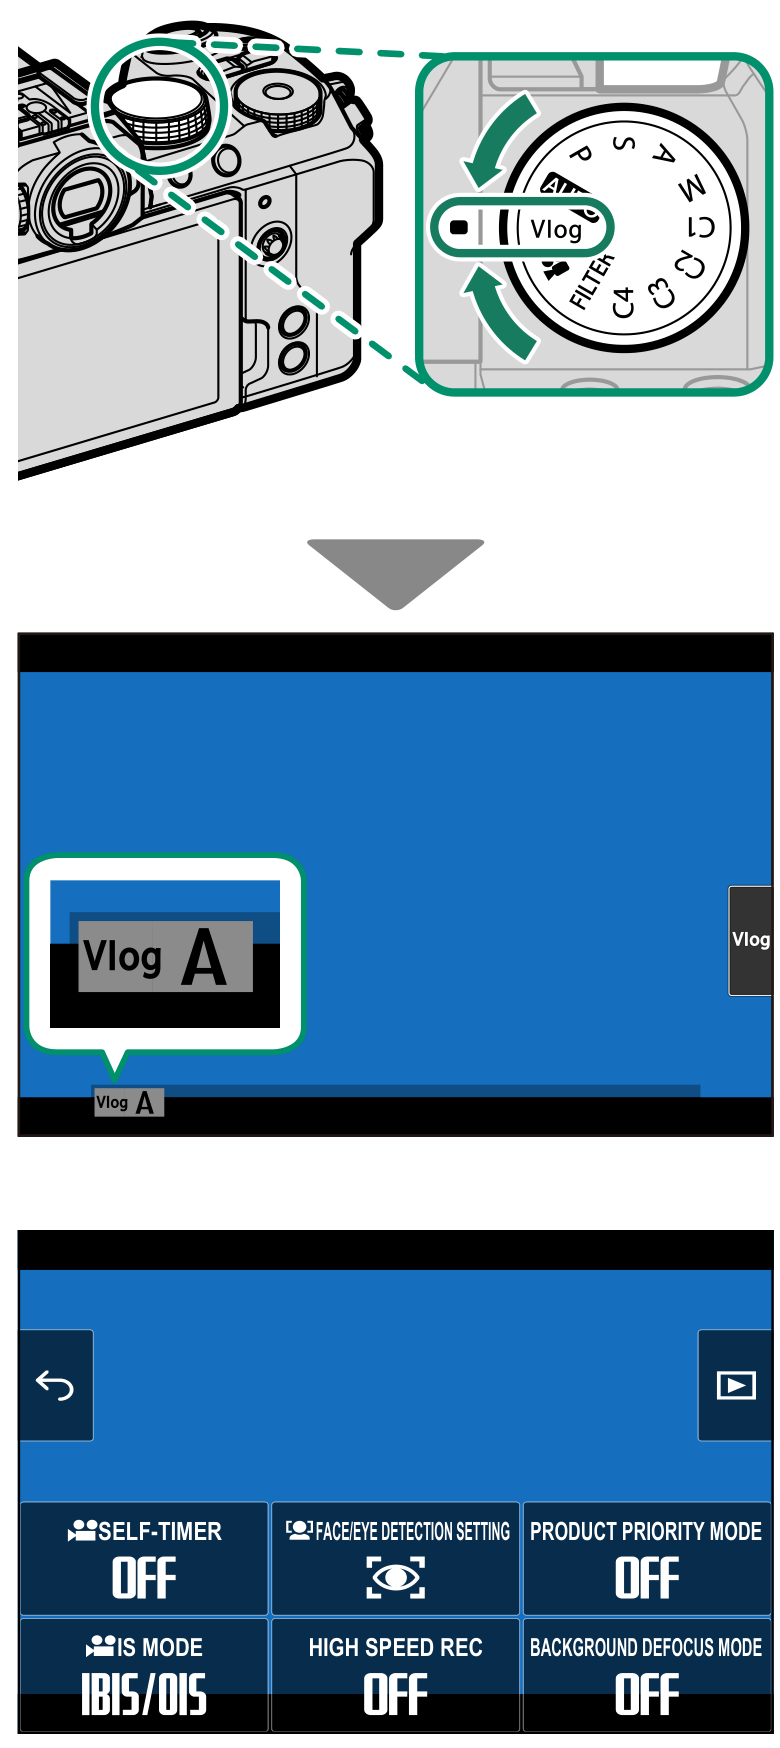 P
S
A
M
C1
C2
C3
C4
FILTER
Vlog
Vlog A
Vlog
Vlog A
SELF-TIMER
OFF
FACE/EYE DETECTION SETTING
PRODUCT PRIORITY MODE
OFF
IS MODE
IBIS/OIS
HIGH SPEED REC
OFF
BACKGROUND DEFOCUS MODE
OFF